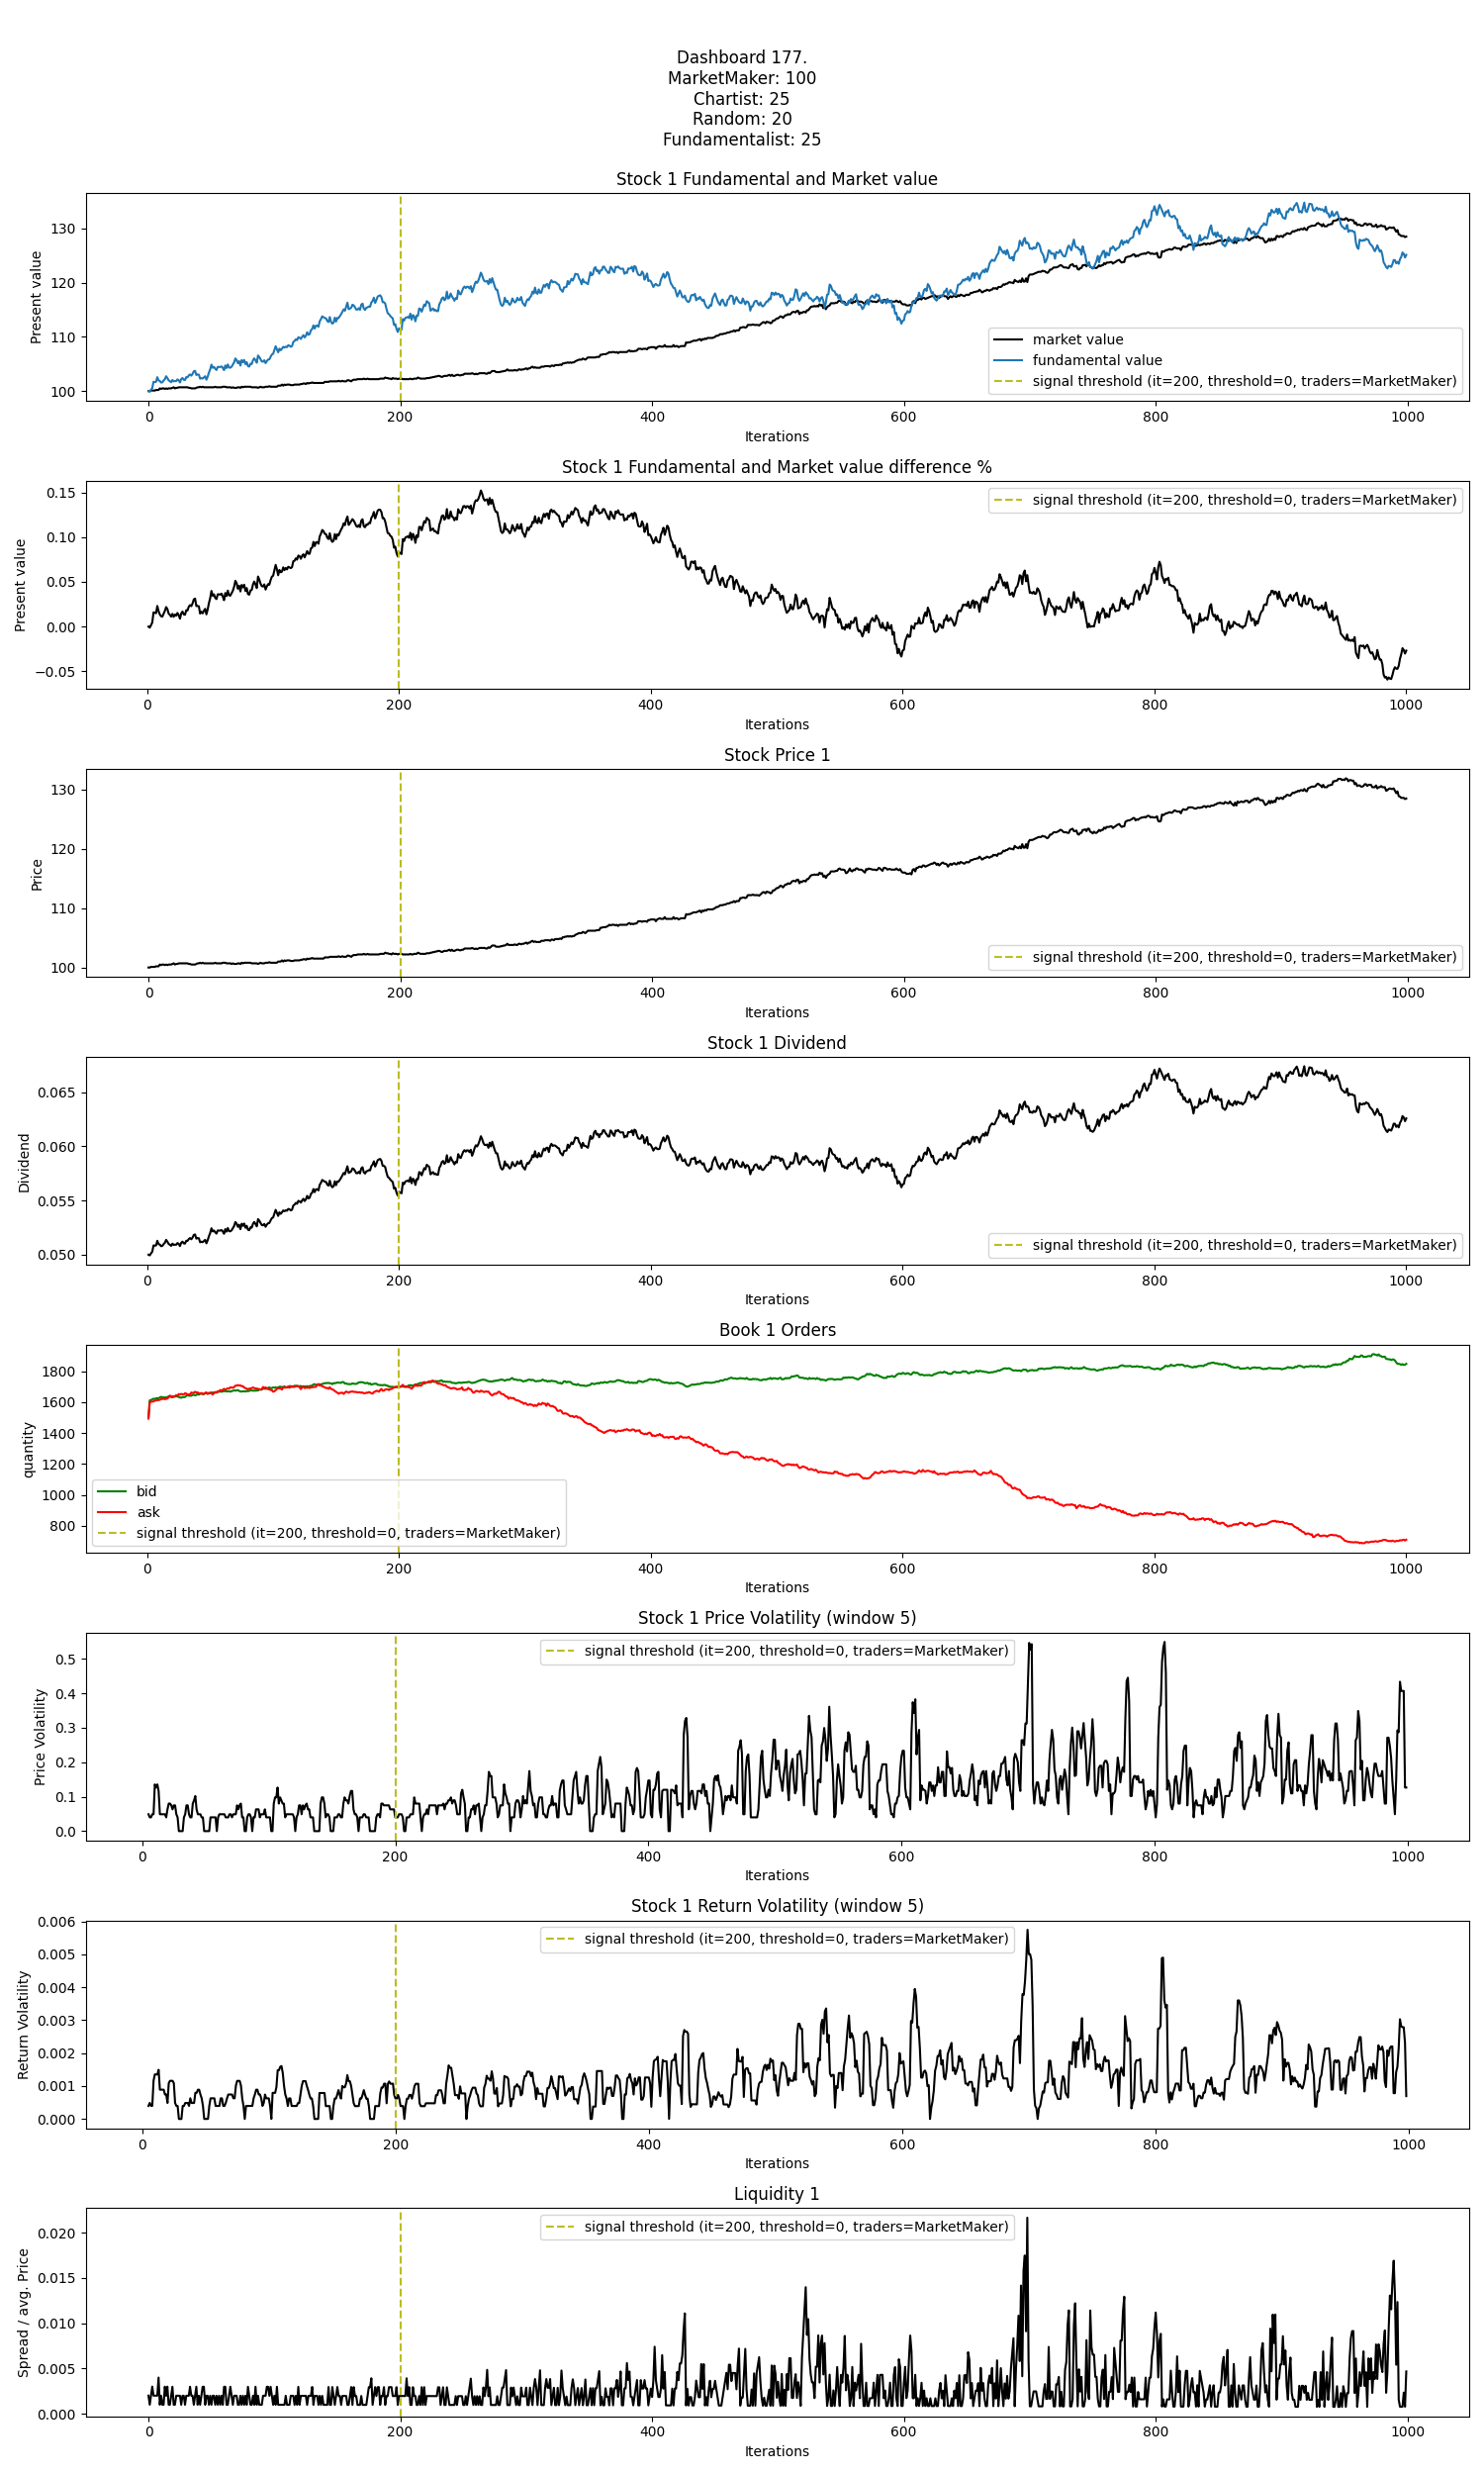 Dashboard 177.
MarketMaker: 100
Chartist: 25
Random: 20
Fundamentalist: 25
Stock 1 Fundamental and Market value
Present value
130
120
110
100
market value
fundamental value
signal threshold (it=200, threshold=0, traders=MarketMaker)
0 200 400 600 800 1000
Iterations
Stock 1 Fundamental and Market value difference %
Present value
0.15
0.10
0.05
0.00
−0.05
signal threshold (it=200, threshold=0, traders=MarketMaker)
0 200 400 600 800 1000
Iterations
Stock Price 1
Price
130
120
110
100
signal threshold (it=200, threshold=0, traders=MarketMaker)
0 200 400 600 800 1000
Iterations
Stock 1 Dividend
Dividend
0.065
0.060
0.055
0.050
signal threshold (it=200, threshold=0, traders=MarketMaker)
0 200 400 600 800 1000
Iterations
Book 1 Orders
quantity
1800
1600
1400
1200
1000
800
bid
ask
signal threshold (it=200, threshold=0, traders=MarketMaker)
0 200 400 600 800 1000
Iterations
Stock 1 Price Volatility (window 5)
Price Volatility
0.5
0.4
0.3
0.2
0.1
0.0
signal threshold (it=200, threshold=0, traders=MarketMaker)
0 200 400 600 800 1000
Iterations
Stock 1 Return Volatility (window 5)
Return Volatility
0.006
0.005
0.004
0.003
0.002
0.001
0.000
signal threshold (it=200, threshold=0, traders=MarketMaker)
0 200 400 600 800 1000
Iterations
Liquidity 1
Spread / avg. Price
0.020
0.015
0.010
0.005
0.000
signal threshold (it=200, threshold=0, traders=MarketMaker)
0 200 400 600 800 1000
Iterations